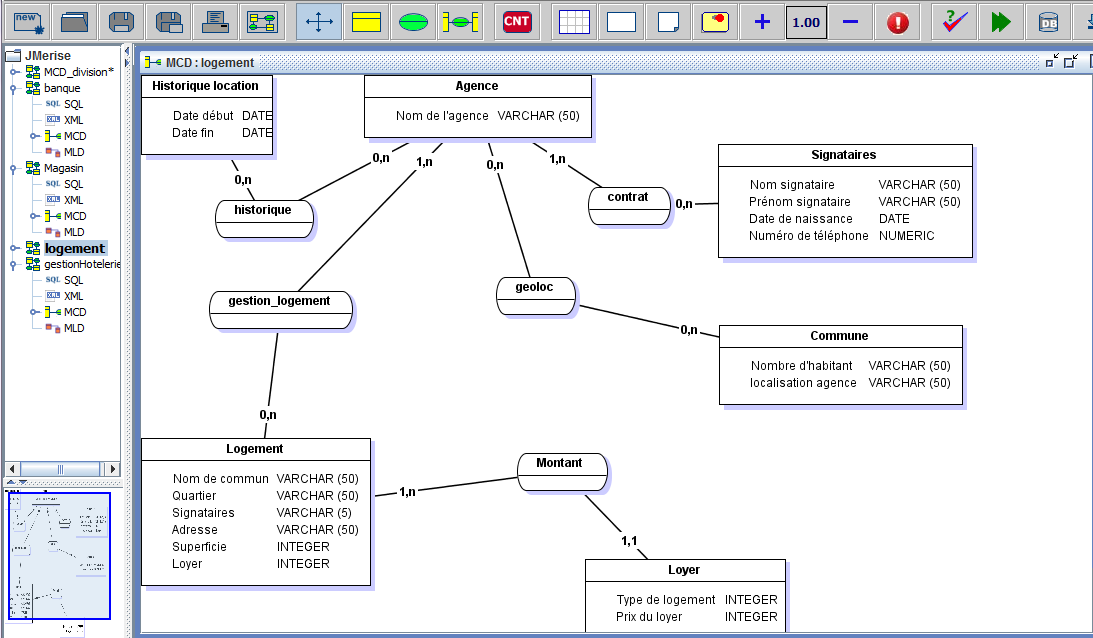 new
CNT
1.00
DB
JMerise
MCD_division*
banque
SQL
XML
MCD
MLD
Magasin
SQL
XML
MCD
MLD
logement
gestionHotelerie
SQL
XML
MCD
MLD
MCD : logement
Historique location
Date début DATE
Date fin DATE
Agence
Nom de l'agence VARCHAR (50)
Signataires
Nom signataire VARCHAR (50)
Prénom signataire VARCHAR (50)
Date de naissance DATE
Numéro de téléphone NUMERIC
0,n
1,n
0,n
1,n
0,n
historique
contrat
0,n
gestion_logement
geoloc
0,n
Commune
Nombre d'habitant VARCHAR (50)
localisation agence VARCHAR (50)
0,n
Logement
Nom de commun VARCHAR (50)
Quartier VARCHAR (50)
Signataires VARCHAR (5)
Adresse VARCHAR (50)
Superficie INTEGER
Loyer INTEGER
1,n
Montant
1,1
Loyer
Type de logement INTEGER
Prix du loyer INTEGER